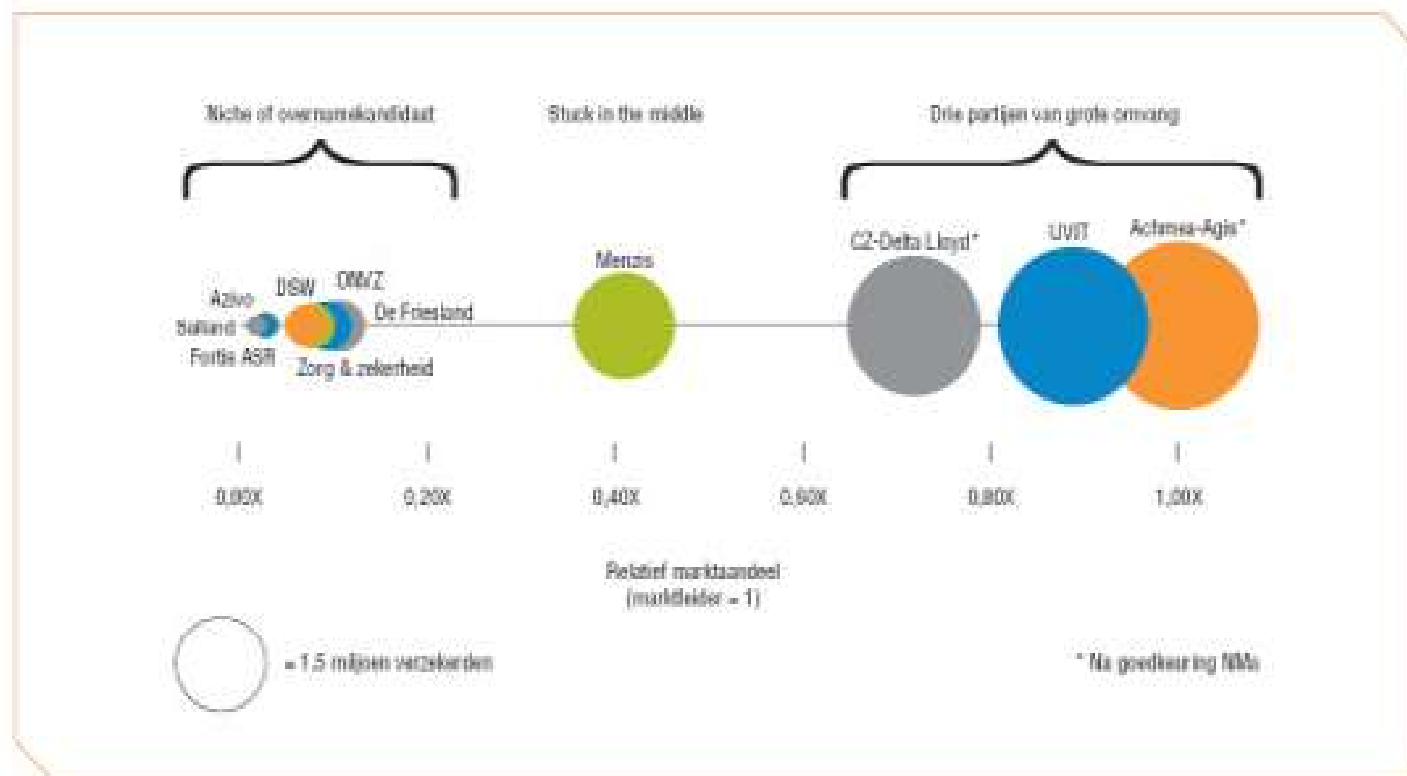 Niche of overnamekandidaat
Stuck in the middle
Drie partijen van grote omvang
CZ-Delta Lloyd*
UVIT
Achmea-Agis*
Menzis
Azivo
DSW
ONVZ
De Friesland
Salland
Fortis ASR
Zorg & zekerheid
0,00X
0,20X
0,40X
0,60X
0,80X
1,00X
Relatief marktaandeel
(marktleider = 1)
= 1,5 miljoen verzekerden
* Na goedkeuring NMa